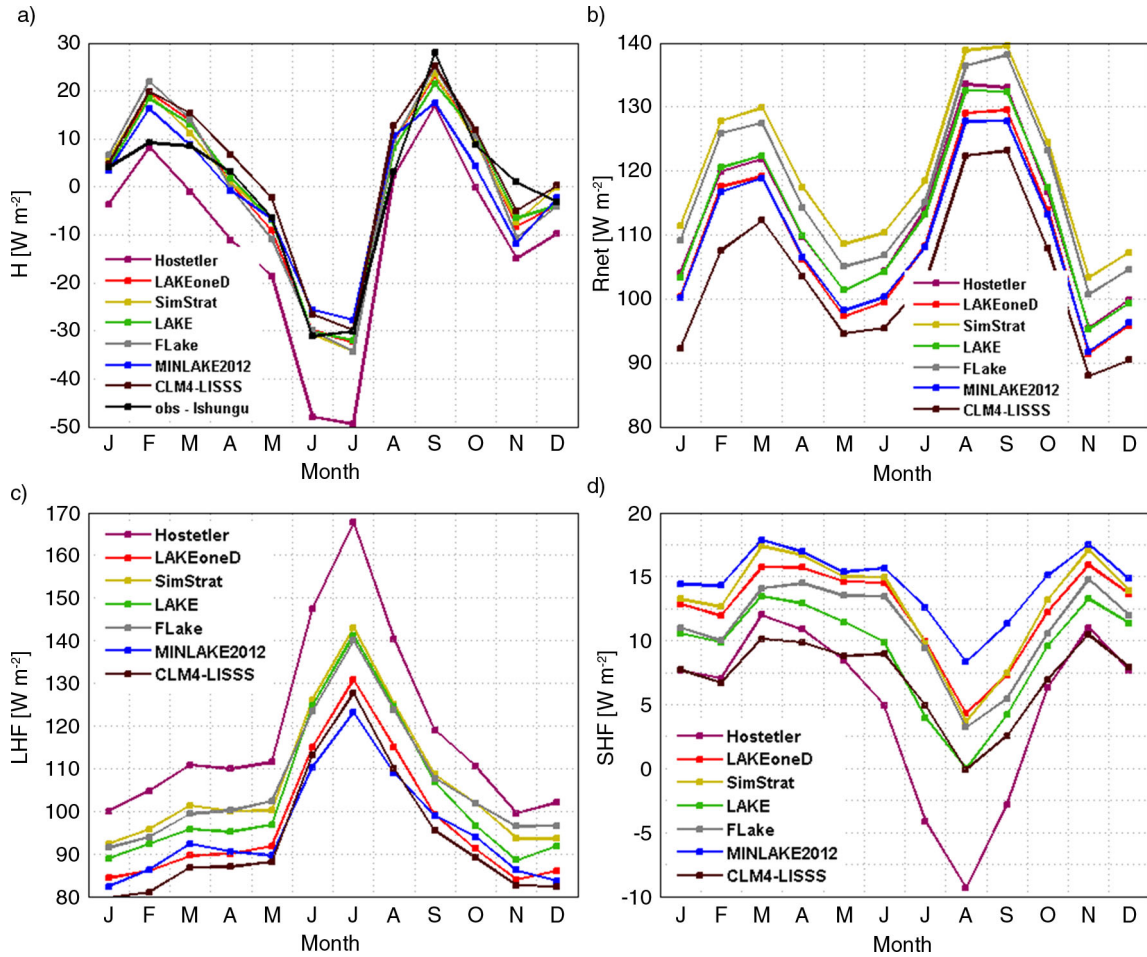 a)
30
20
10
0
-10
-20
-30
-40
-50
H [W m-2]
Hostetler
LAKEoneD
SimStrat
LAKE
FLake
MINLAKE2012
CLM4-LISSS
obs - Ishungu
J F M A M J J A S O N D
Month
b)
140
130
120
110
100
90
80
Rnet [W m-2]
Hostetler
LAKEoneD
SimStrat
LAKE
FLake
MINLAKE2012
CLM4-LISSS
J F M A M J J A S O N D
Month
c)
170
160
150
140
130
120
110
100
90
80
LHF [W m-2]
Hostetler
LAKEoneD
SimStrat
LAKE
FLake
MINLAKE2012
CLM4-LISSS
J F M A M J J A S O N D
Month
d)
20
15
10
5
0
-5
-10
SHF [W m-2]
Hostetler
LAKEoneD
SimStrat
LAKE
FLake
MINLAKE2012
CLM4-LISSS
J F M A M J J A S O N D
Month